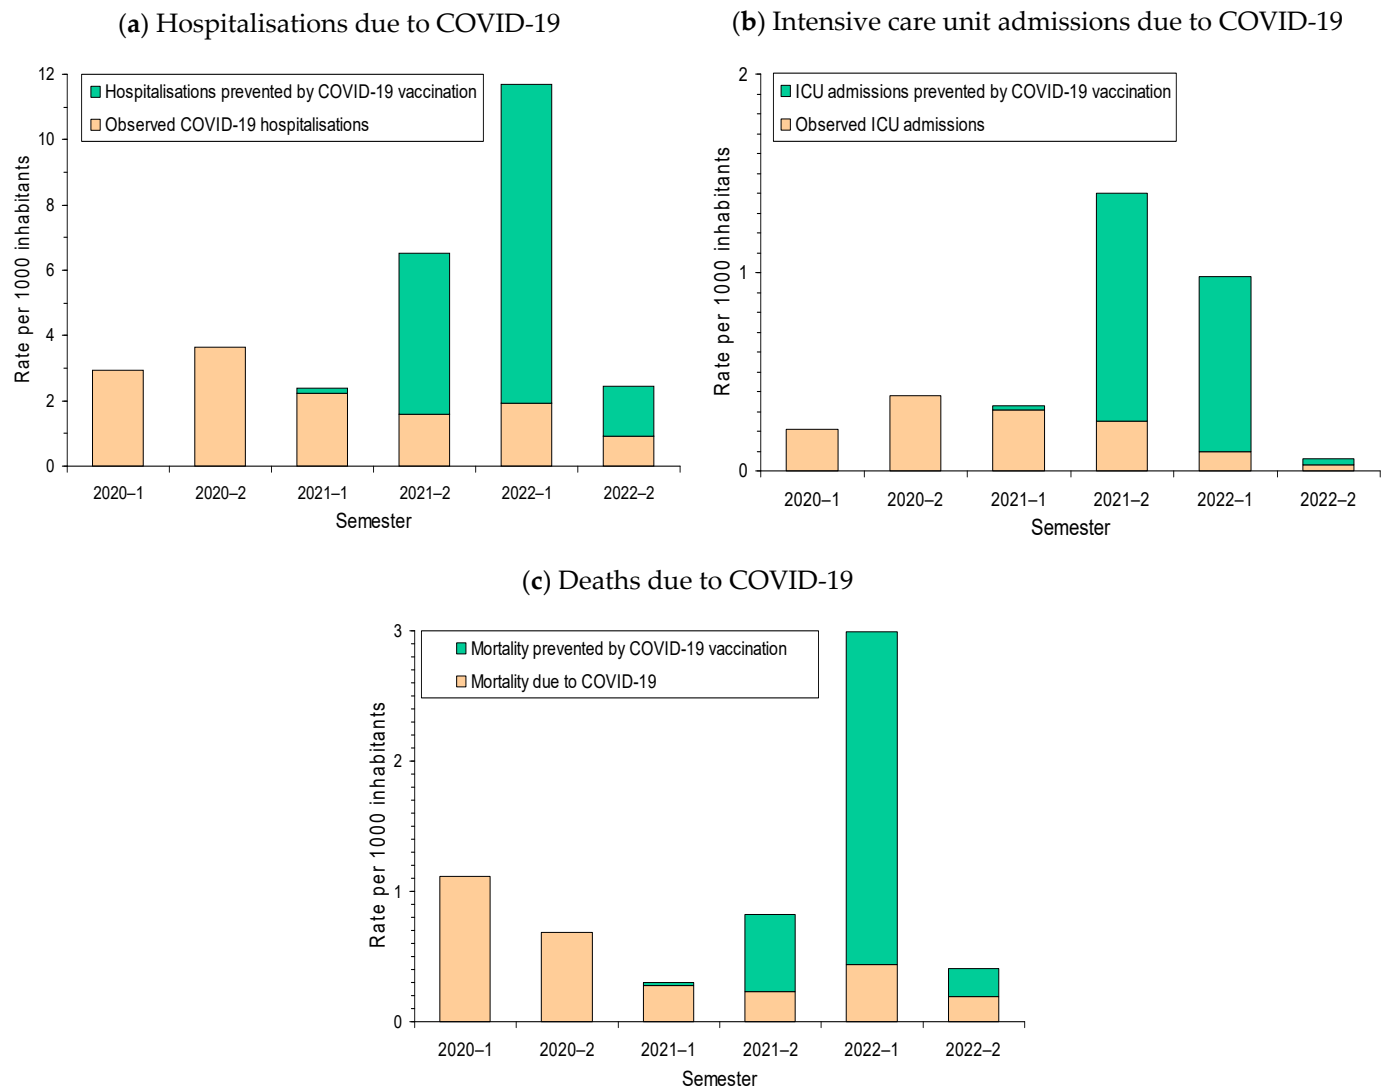 (a) Hospitalisations due to COVID-19
Hospitalisations prevented by COVID-19 vaccination
Observed COVID-19 hospitalisations
Rate per 1000 inhabitants
12
10
8
6
4
2
0
2020–1 2020–2 2021–1 2021–2 2022–1 2022–2
Semester
(b) Intensive care unit admissions due to COVID-19
ICU admissions prevented by COVID-19 vaccination
Observed ICU admissions
Rate per 1000 inhabitants
2
1
0
2020–1 2020–2 2021–1 2021–2 2022–1 2022–2
Semester
(c) Deaths due to COVID-19
Mortality prevented by COVID-19 vaccination
Mortality due to COVID-19
Rate per 1000 inhabitants
3
2
1
0
2020–1 2020–2 2021–1 2021–2 2022–1 2022–2
Semester